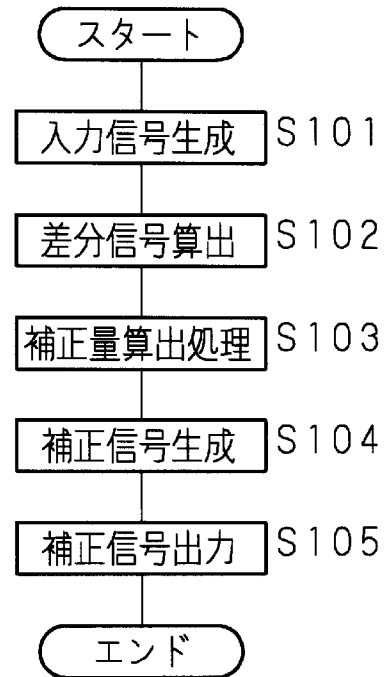 スタート
入力信号生成 S101
差分信号算出 S102
補正量算出処理 S103
補正信号生成 S104
補正信号出力 S105
エンド